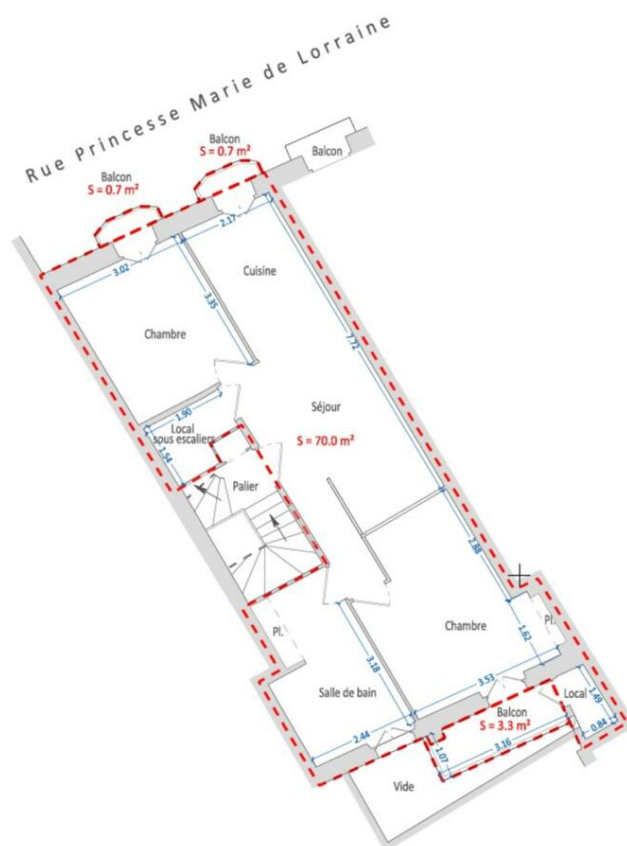 Rue Princesse Marie de Lorraine
Balcon
S = 0.7 m²
Balcon
S = 0.7 m²
Balcon
3.02
2.17
Cuisine
3.35
Chambre
7.72
1.90
Local
sous escaliers
1.54
Séjour
S = 70.0 m²
Palier
2.88
Pl.
3.18
Chambre
1.62
Pl.
Salle de bain
3.53
Local
1.49
2.44
Balcon
S = 3.3 m²
0.84
1.07
3.16
Vide